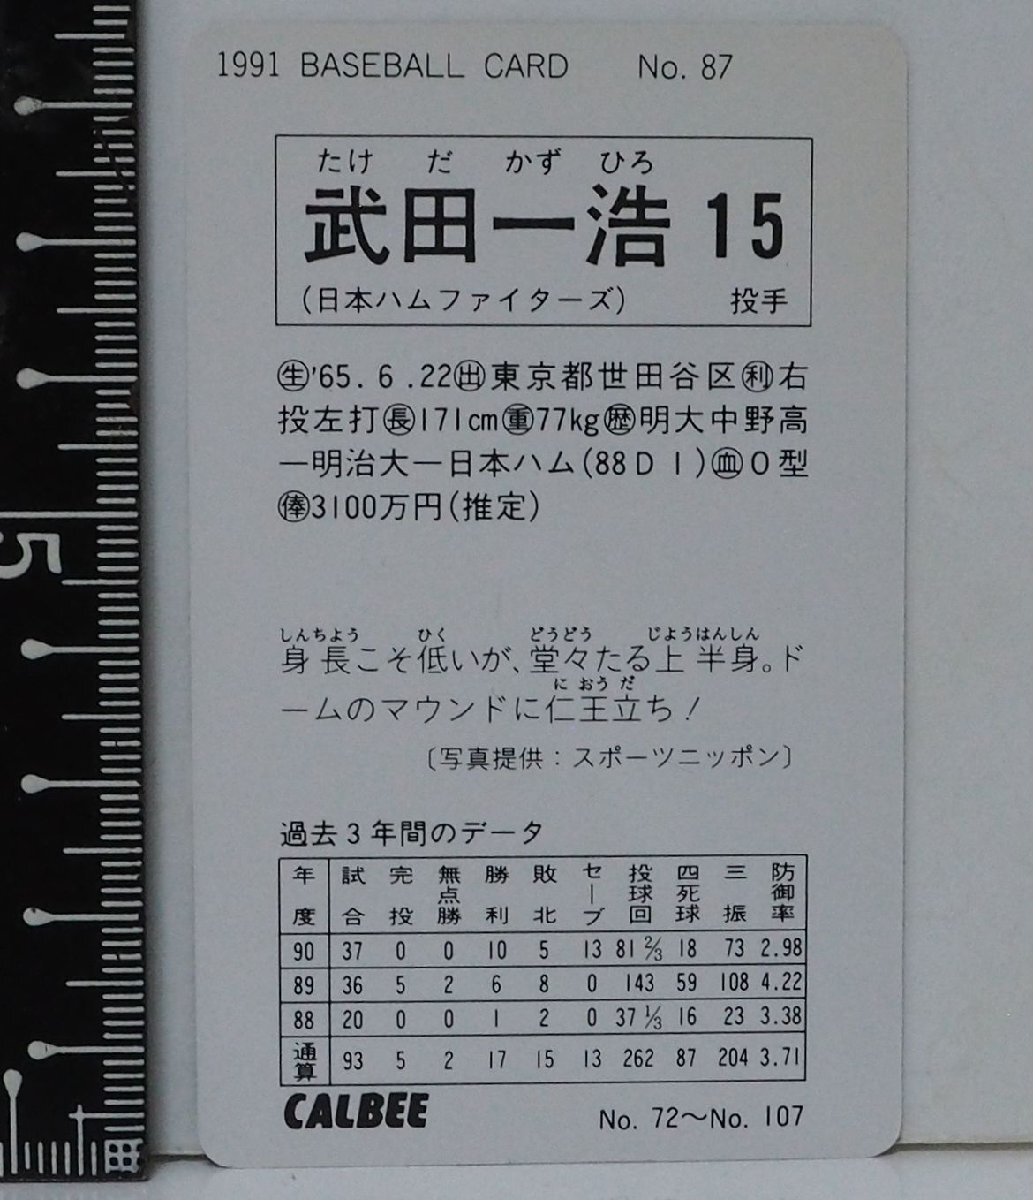 1991 BASEBALL CARD No. 87
たけ だ かず ひろ
武田一浩 15
(日本ハムファイターズ) 投手
㊤'65.6.22㊤東京都世田谷区㊤右
投左打㊤171cm㊤77kg㊤明大中野高
―明治大―日本ハム(88D1)㊤O型
㊤3100万円(推定)
しんちょう ひく どうどう じょうはんしん
身長こそ低いが、堂々たる上半身。ド
に おう だ
ームのマウンドに仁王立ち!
〔写真提供:スポーツニッポン〕
過去3年間のデータ
年度 試合 完投 無点勝 勝利 敗北 セーブ 投球回 四死球 三振 防御率
90 37 0 0 10 5 13 81 2/3 18 73 2.98
89 36 5 2 6 8 0 143 59 108 4.22
88 20 0 0 1 2 0 37 1/3 16 23 3.38
通算 93 5 2 17 15 13 262 87 204 3.71
CALBEE No. 72~No. 107
5